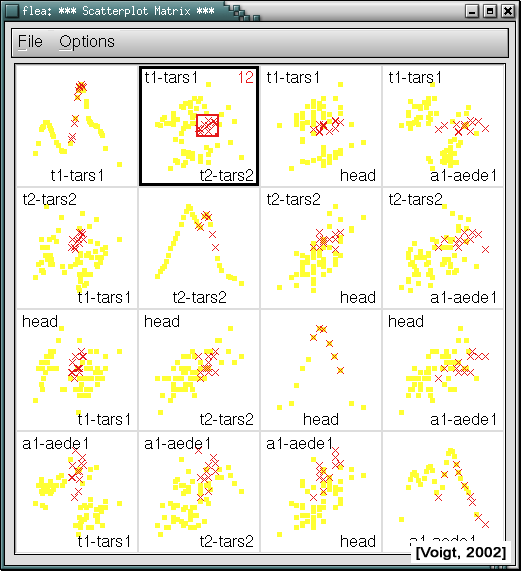 flea: *** Scatterplot Matrix ***
File Options
t1-tars1
t1-tars1 12
t2-tars2
t1-tars1
head
t1-tars1
a1-aede1
t2-tars2
t1-tars1
t2-tars2
t2-tars2
head
t2-tars2
a1-aede1
head
t1-tars1
head
t2-tars2
head
head
a1-aede1
a1-aede1
t1-tars1
a1-aede1
t2-tars2
a1-aede1
head
a1-aede1
[Voigt, 2002]